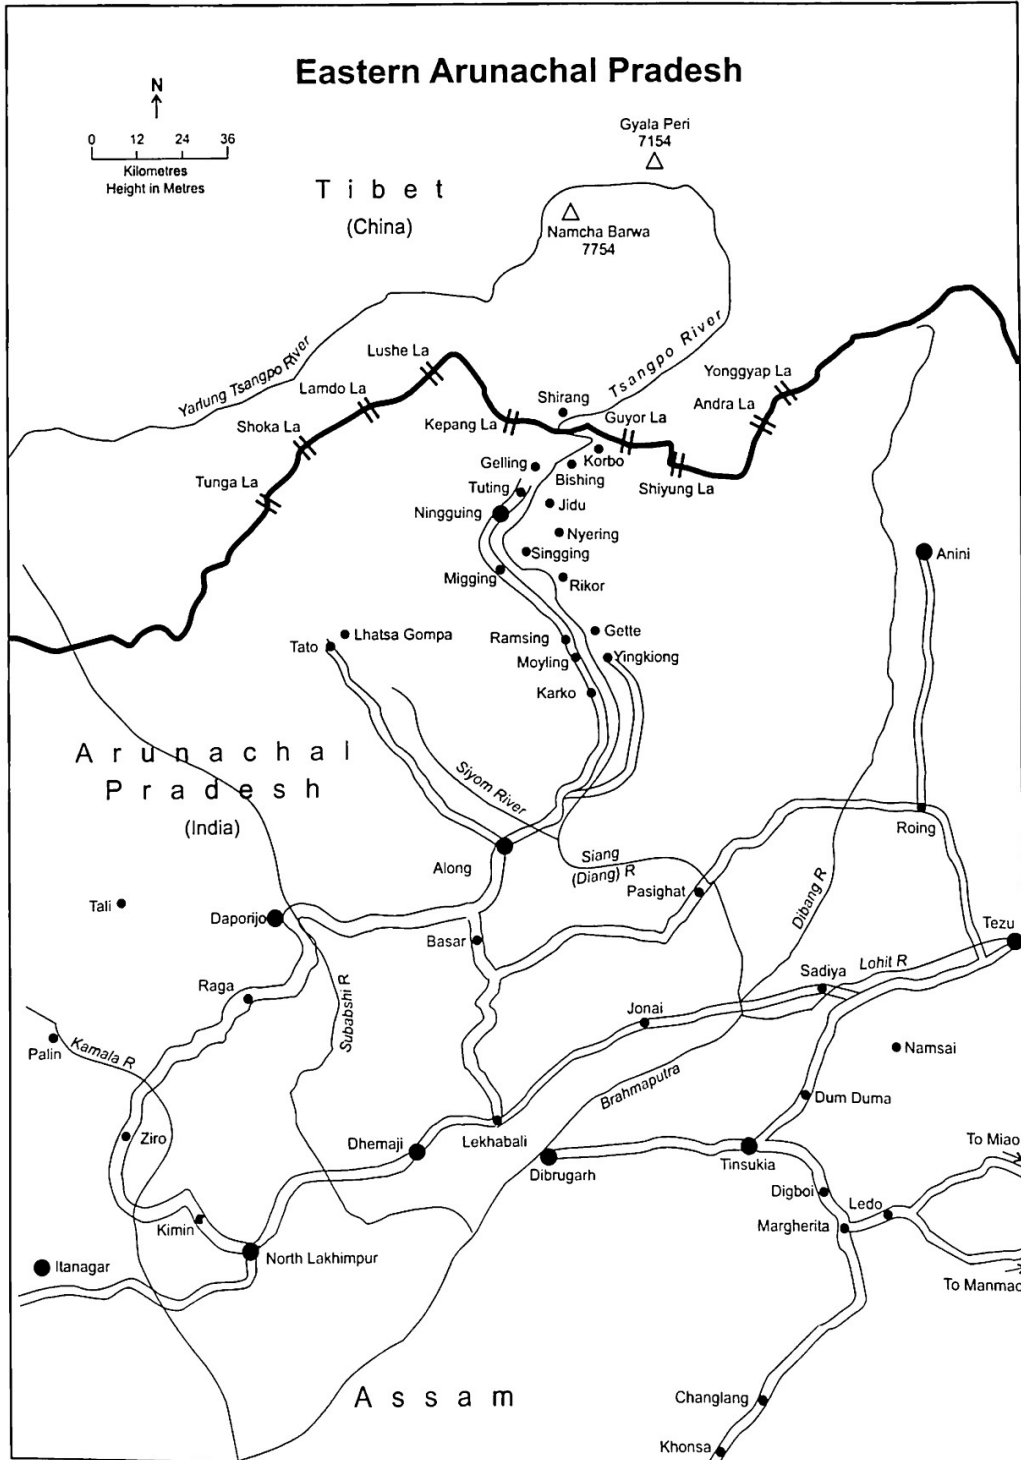 Eastern Arunachal Pradesh
N
0 12 24 36
Kilometres
Height in Metres
Gyala Peri
7154
Tibet
(China)
Namcha Barwa
7754
Yarlung Tsangpo River
Tsangpo River
Lushe La
Lamdo La
Shoka La
Tunga La
Kepang La
Shirang
Guyor La
Yonggyap La
Andra La
Shiyung La
Korbo
Bishing
Gelling
Tuting
Ningguing
Jidu
Nyering
Singging
Migging
Rikor
Anini
Lhatsa Gompa
Tato
Ramsing
Gette
Moyling
Yingkiong
Karko
Arunachal
Pradesh
(India)
Siyom River
Roing
Along
Siang
(Diang) R
Pasighat
Dibang R
Tali
Daporijo
Basar
Tezu
Lohit R
Sadiya
Raga
Subabshi R
Jonai
Palin
Kamala R
Namsai
Brahmaputra
Dum Duma
Ziro
Dhemaji
Lekhabali
Dibrugarh
Tinsukia
To Miao
Digboi
Ledo
Kimin
Margherita
North Lakhimpur
Itanagar
To Manmao
Assam
Changlang
Khonsa